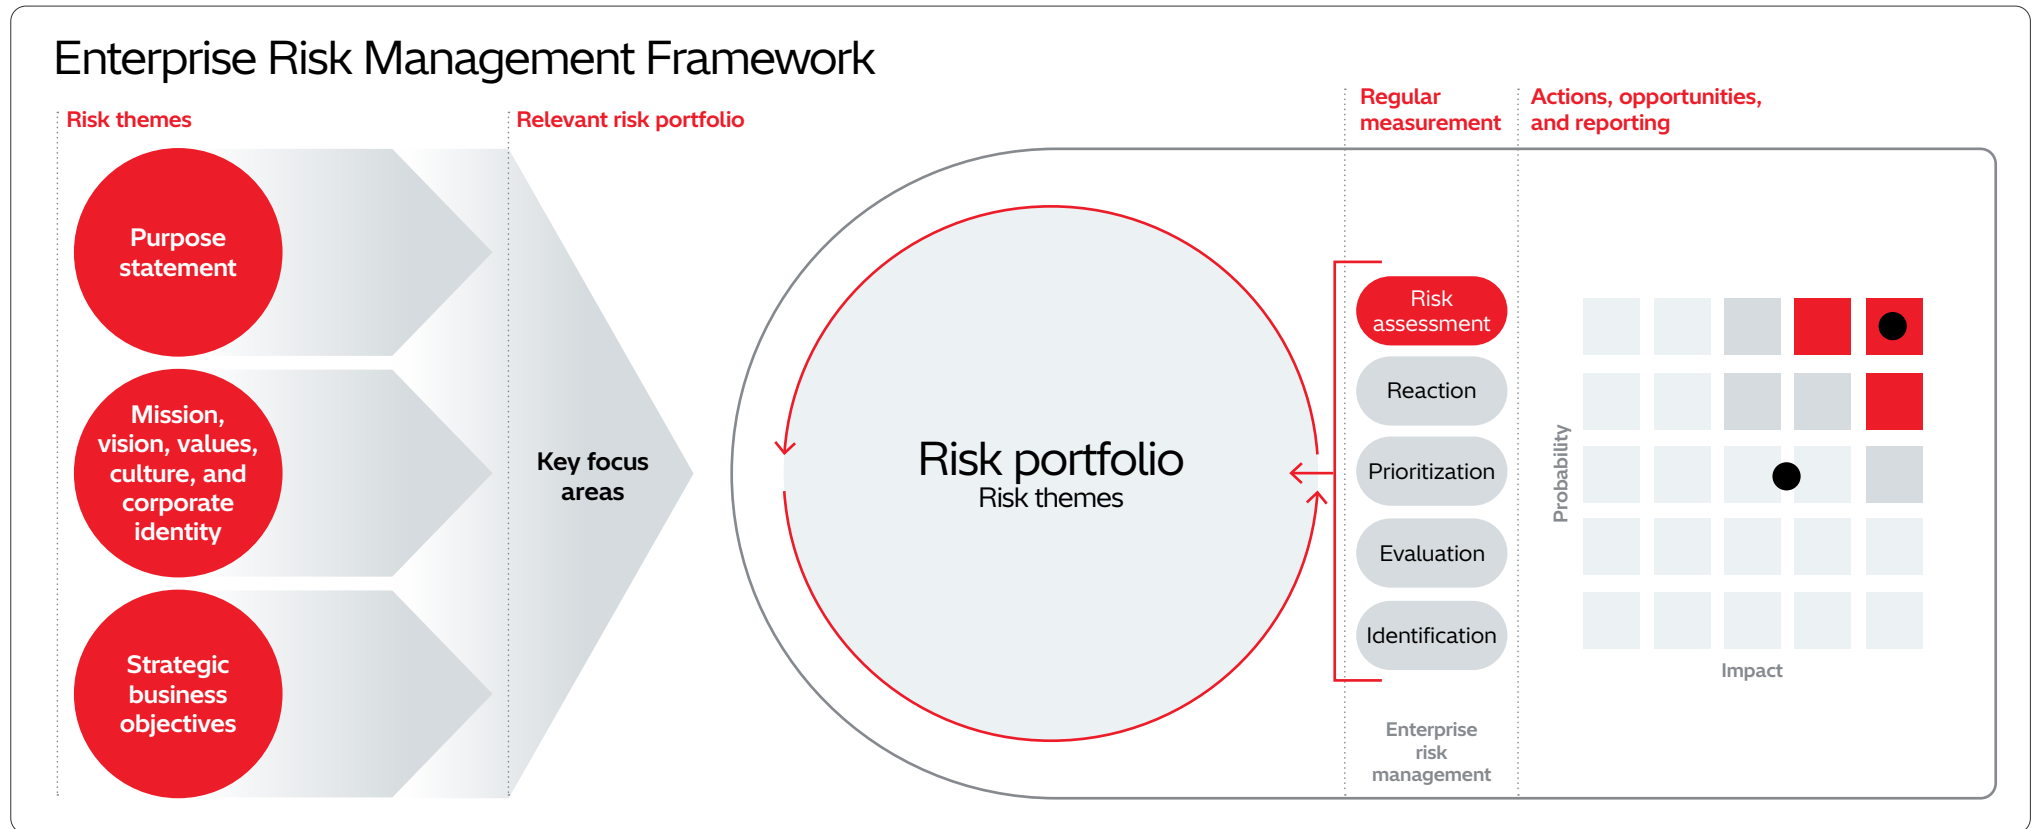 Enterprise Risk Management Framework
Risk themes
Purpose
statement
Mission,
vision, values,
culture, and
corporate
identity
Strategic
business
objectives
Relevant risk portfolio
Key focus
areas
Risk portfolio
Risk themes
Regular
measurement
Risk
assessment
Reaction
Prioritization
Evaluation
Identification
Enterprise
risk
management
Actions, opportunities,
and reporting
Probability
Impact